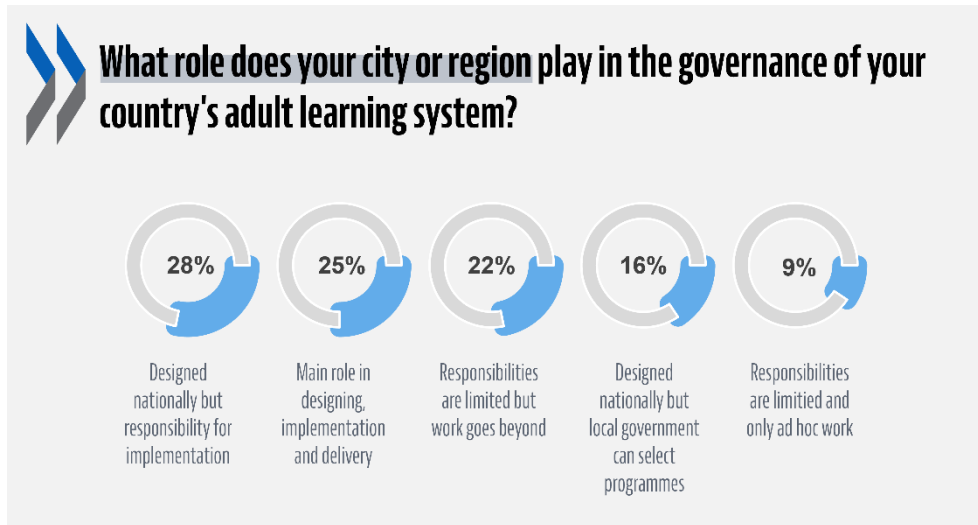 What role does your city or region play in the governance of your
country's adult learning system?
28%
25%
22%
16%
9%
Designed
nationally but
responsibility for
implementation
Main role in
designing,
implementation
and delivery
Responsibilities
are limited but
work goes beyond
Designed
nationally but
local government
can select
programmes
Responsibilities
are limitied and
only ad hoc work